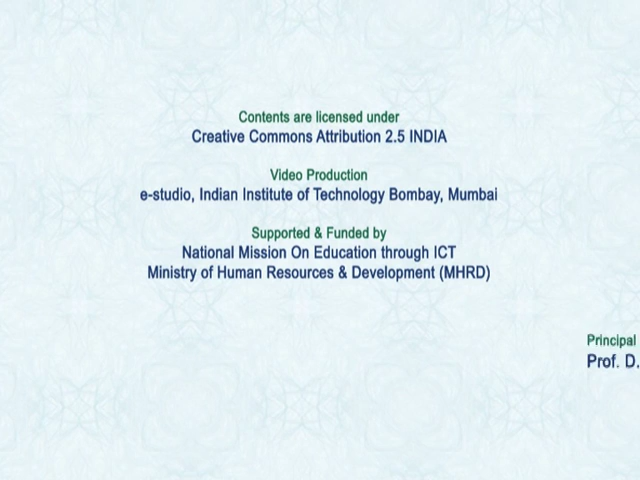 Contents are licensed under
Creative Commons Attribution 2.5 INDIA
Video Production
e-studio, Indian Institute of Technology Bombay, Mumbai
Supported & Funded by
National Mission On Education through ICT
Ministry of Human Resources & Development (MHRD)
Principal
Prof. D.